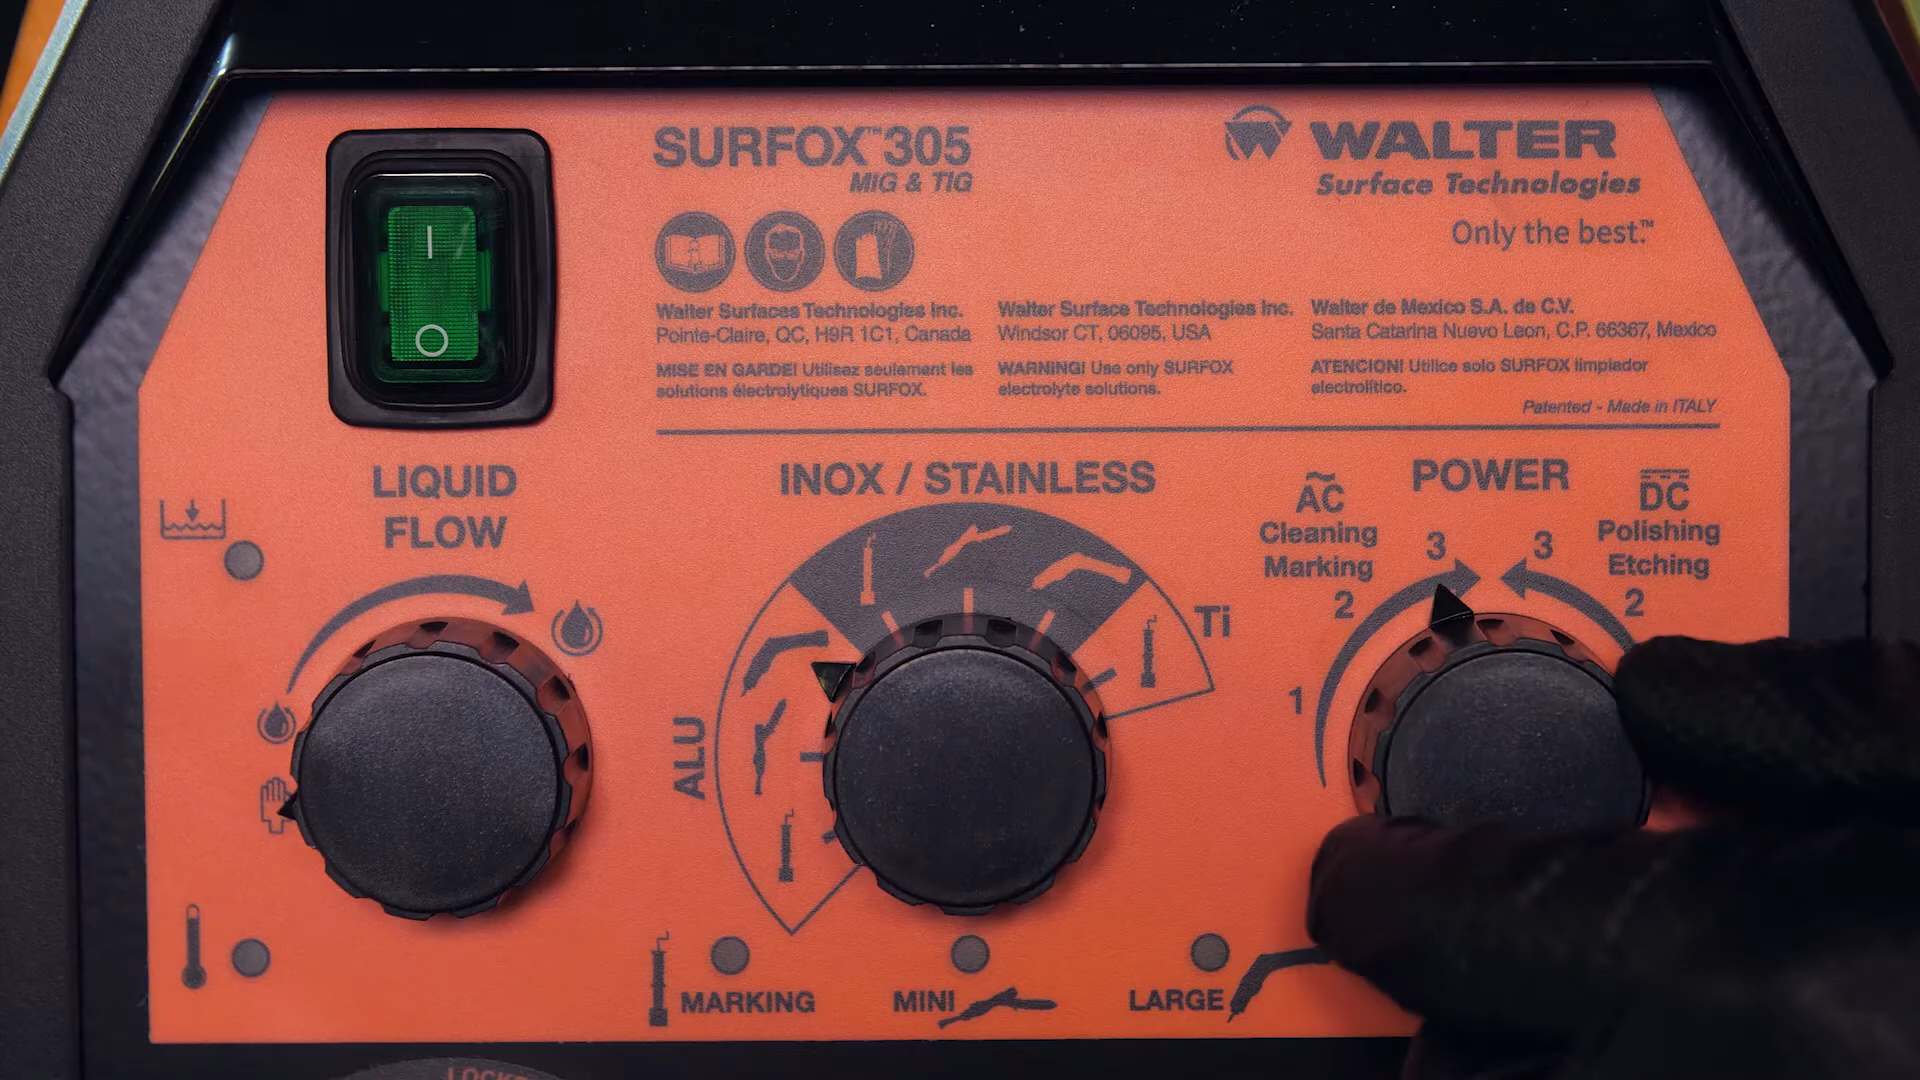 SURFOX™305
MIG & TIG
WALTER
Surface Technologies
Only the best.™
Walter Surfaces Technologies Inc.
Pointe-Claire, QC, H9R 1C1, Canada
MISE EN GARDE! Utilisez seulement les
solutions électrolytiques SURFOX.
Walter Surface Technologies Inc.
Windsor CT, 06095, USA
WARNING! Use only SURFOX
electrolyte solutions.
Walter de Mexico S.A. de C.V.
Santa Catarina Nuevo Leon, C.P. 66367, Mexico
ATENCION! Utilice solo SURFOX limpiador
electrolítico.
Patented - Made in ITALY
LIQUID
FLOW
INOX / STAINLESS
ALU
Ti
POWER
AC
Cleaning
Marking
DC
Polishing
Etching
1
2
3
3
2
MARKING
MINI
LARGE